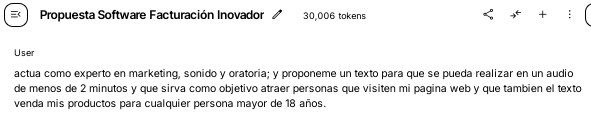 Propuesta Software Facturación Inovador
30,006 tokens
User
actua como experto en marketing, sonido y oratoria; y proponeme un texto para que se pueda realizar en un audio
de menos de 2 minutos y que sirva como objetivo atraer personas que visiten mi pagina web y que tambien el texto
venda mis productos para cualquier persona mayor de 18 años.